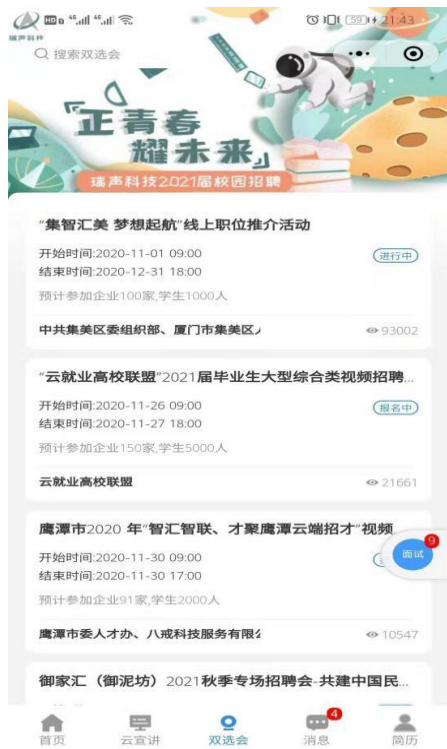 瑞声科技
HD 4G 4G 59 21:43
搜索双选会
“正青春
耀未来”
瑞声科技2021届校园招聘
“集智汇美 梦想起航”线上职位推介活动
开始时间:2020-11-01 09:00
进行中
结束时间:2020-12-31 18:00
预计参加企业100家,学生1000人
中共集美区委组织部、厦门市集美区
93002
“云就业高校联盟”2021届毕业生大型综合类视频招聘...
开始时间:2020-11-26 09:00
报名中
结束时间:2020-11-27 18:00
预计参加企业150家,学生5000人
云就业高校联盟
21661
鹰潭市2020 年“智汇智联、才聚鹰潭云端招才”视频
9
开始时间:2020-11-30 09:00
面试
结束时间:2020-11-30 17:00
预计参加企业91家,学生2000人
鹰潭市委人才办、八戒科技服务有限
10547
御家汇（御泥坊）2021秋季专场招聘会-共建中国民...
4
首页 云宣讲 双选会 消息 简历